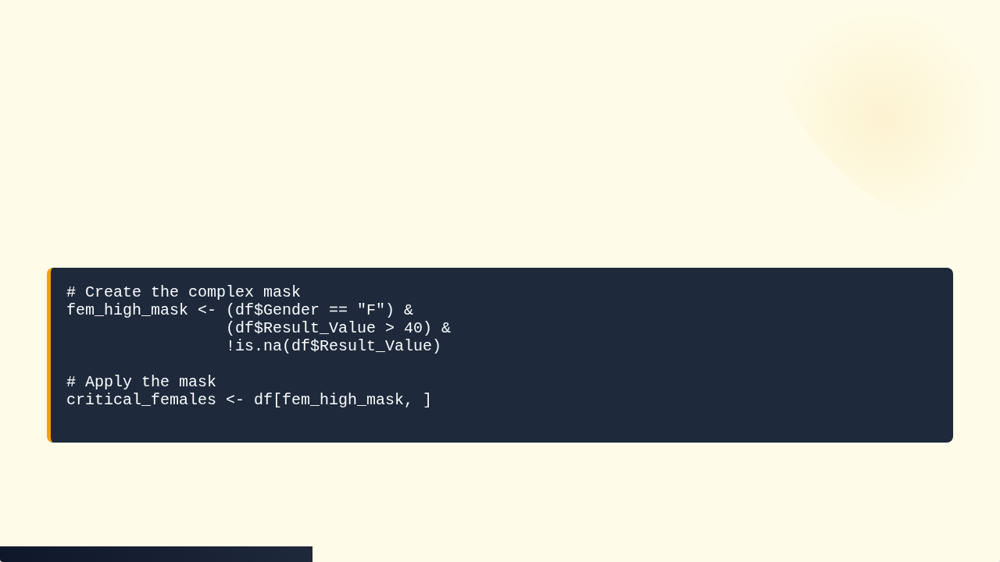 # Create the complex mask
fem_high_mask <- (df$Gender == "F") &
                 (df$Result_Value > 40) &
                 !is.na(df$Result_Value)

# Apply the mask
critical_females <- df[fem_high_mask, ]